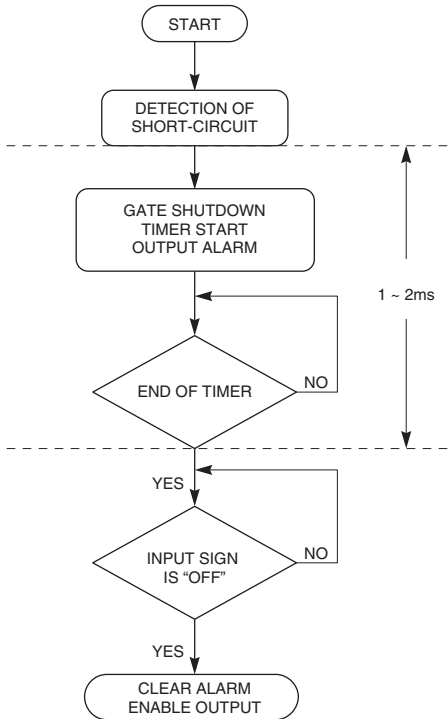 START
DETECTION OF
SHORT-CIRCUIT
GATE SHUTDOWN
TIMER START
OUTPUT ALARM
1 ~ 2ms
END OF TIMER
NO
YES
INPUT SIGN
IS “OFF”
NO
YES
CLEAR ALARM
ENABLE OUTPUT